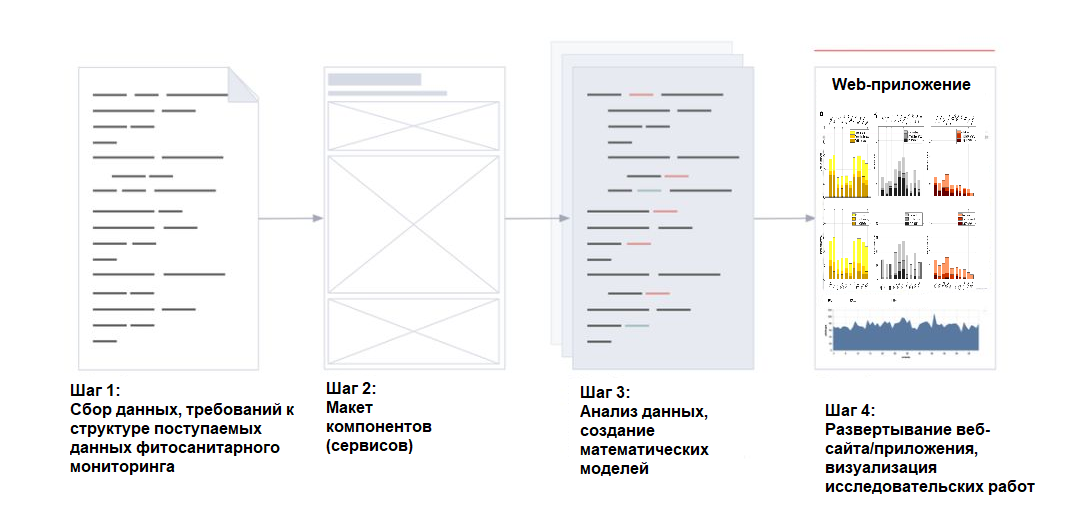 Web-приложение
Шаг 1:
Сбор данных, требований к
структуре поступаемых
данных фитосанитарного
мониторинга
Шаг 2:
Макет
компонентов
(сервисов)
Шаг 3:
Анализ данных,
создание
математических
моделей
Шаг 4:
Развертывание веб-
сайта/приложения,
визуализация
исследовательских работ